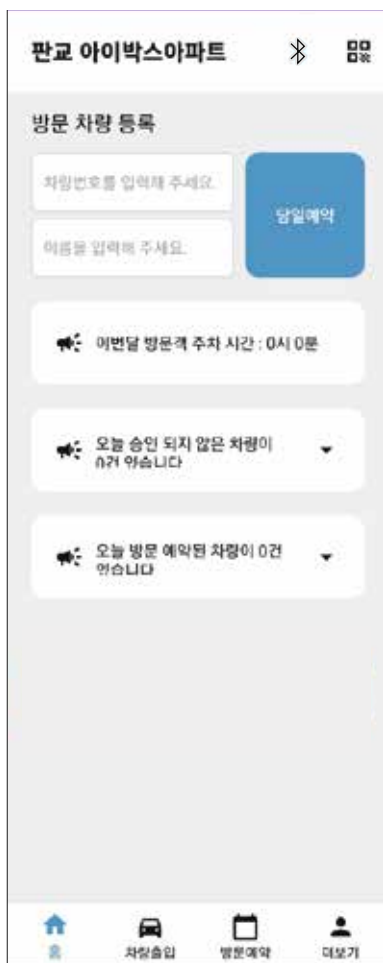 판교 아이박스아파트
방문 차량 등록
차량번호를 입력해 주세요.
이름을 입력해 주세요.
당일예약
이번달 방문객 주차 시간 : 0시 0분
오늘 승인 되지 않은 차량이
0건 있습니다
오늘 방문 예약된 차량이 0건
있습니다
홈
차량출입
방문예약
더보기